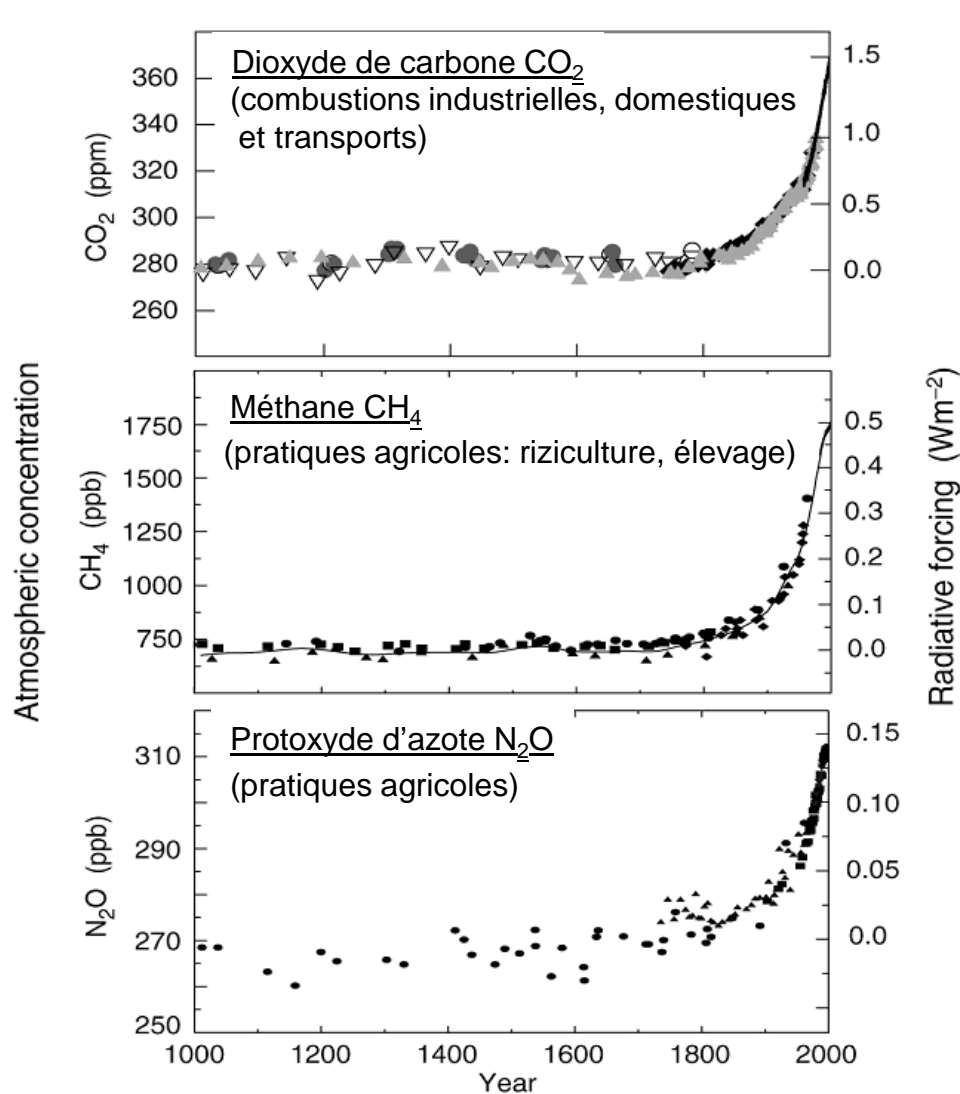 Dioxyde de carbone CO₂
(combustions industrielles, domestiques
et transports)
CO₂ (ppm)
360
340
320
300
280
260
1.5
1.0
0.5
0.0
Atmospheric concentration
Méthane CH₄
(pratiques agricoles: riziculture, élevage)
CH₄ (ppb)
1750
1500
1250
1000
750
0.5
0.4
0.3
0.2
0.1
0.0
Radiative forcing (Wm⁻²)
Protoxyde d'azote N₂O
(pratiques agricoles)
N₂O (ppb)
310
290
270
250
0.15
0.10
0.05
0.0
1000 1200 1400 1600 1800 2000
Year